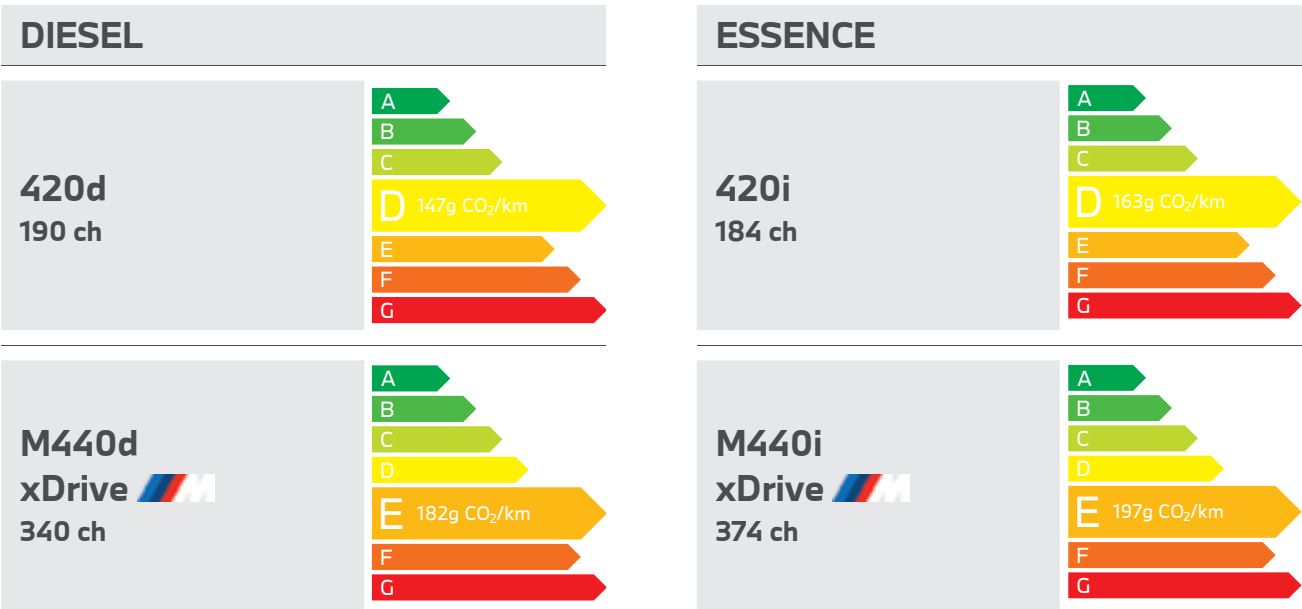 DIESEL
420d
190 ch
A
B
C
D 147g CO₂/km
E
F
G
M440d
xDrive M
340 ch
A
B
C
D
E 182g CO₂/km
F
G
ESSENCE
420i
184 ch
A
B
C
D 163g CO₂/km
E
F
G
M440i
xDrive M
374 ch
A
B
C
D
E 197g CO₂/km
F
G